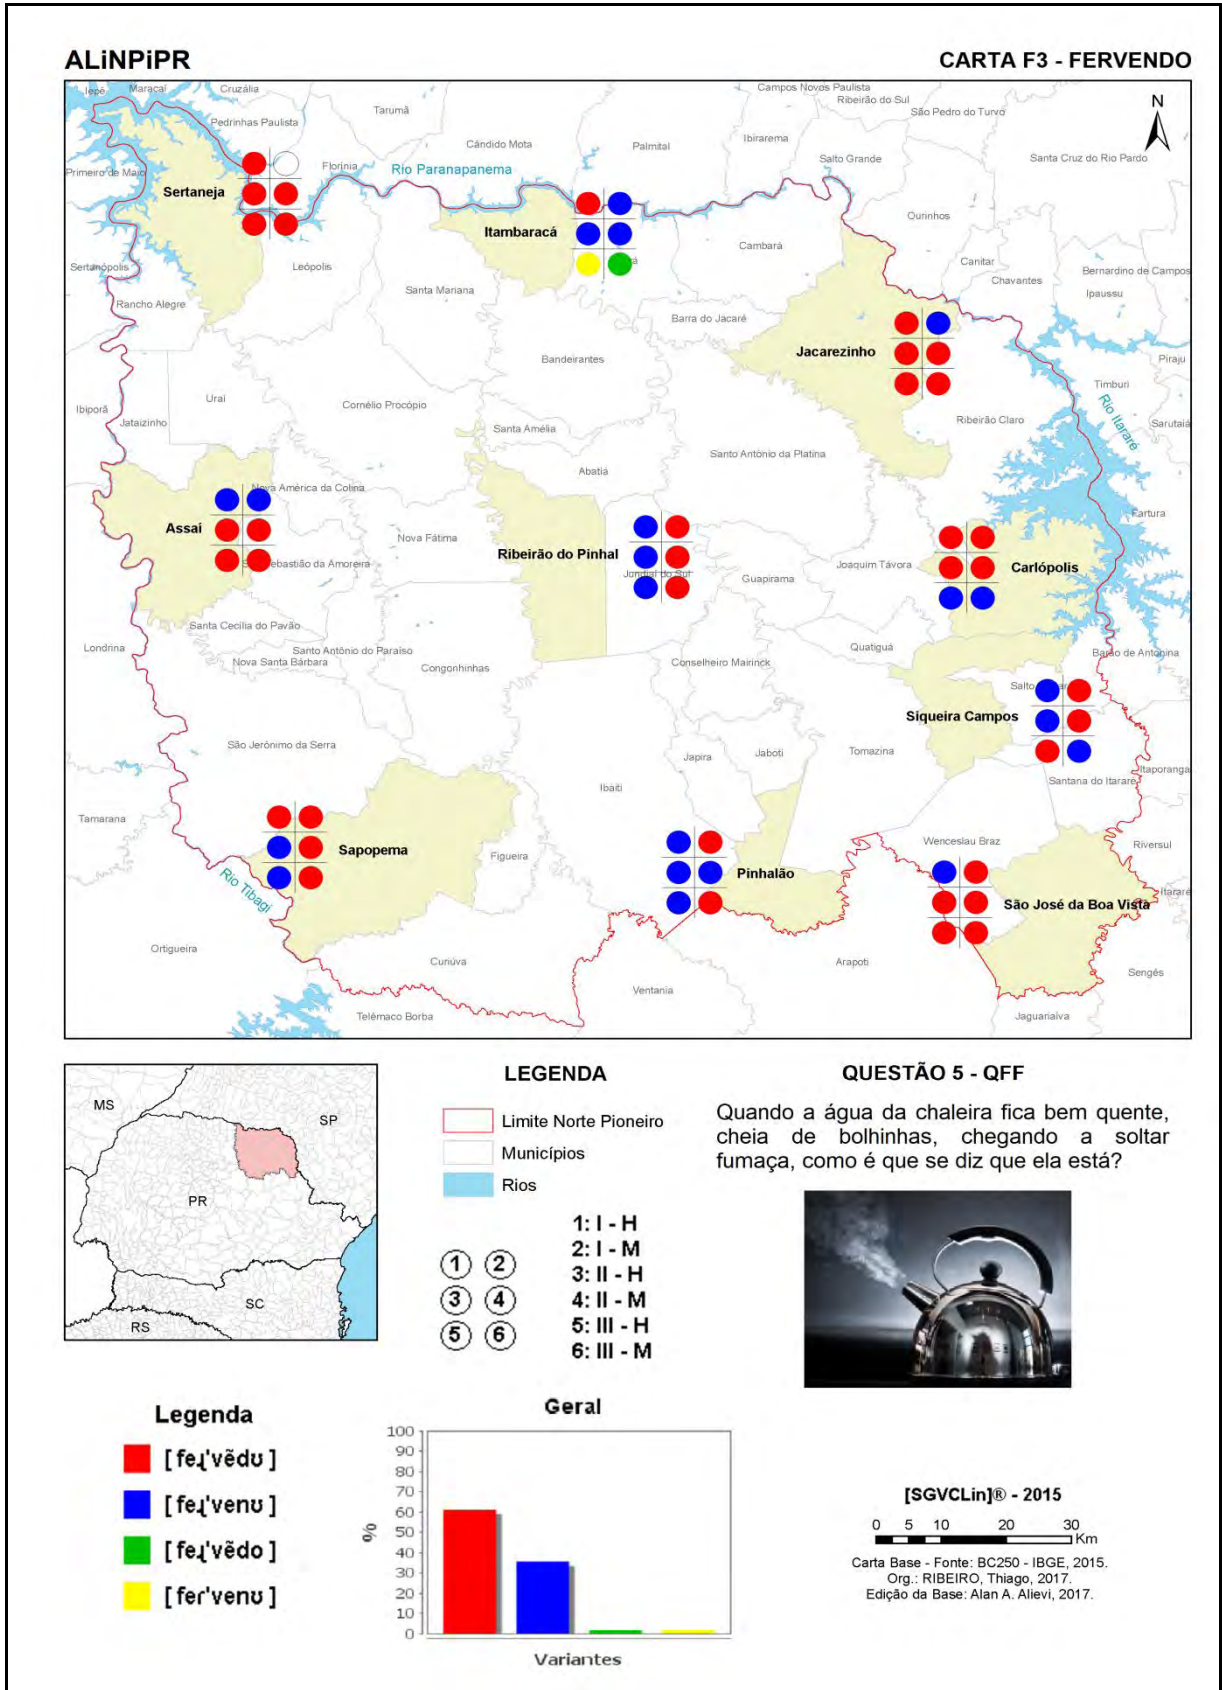 ALiNPiPR
CARTA F3 - FERVENDO
Iepê
Maracaí
Cruzália
Pedrinhas Paulista
Tarumã
Cândido Mota
Florínia
Primeiro de Maio
Sertaneja
Rio Paranapanema
Palmital
Campos Novos Paulista
Ribeirão do Sul
São Pedro do Turvo
Ibirarema
Salto Grande
Santa Cruz do Rio Pardo
N
Ourinhos
Itambaracá
Cambará
Canitar
Chavantes
Bernardino de Campos
Ipaussu
Sertanópolis
Leópolis
Rancho Alegre
Santa Mariana
Barra do Jacaré
Jacarezinho
Bandeirantes
Piraju
Timburi
Rio Itararé
Sarutaiá
Ribeirão Claro
Uraí
Cornélio Procópio
Ibiporã
Jataizinho
Santa Amélia
Abatiá
Santo Antônio da Platina
Nova América da Colina
Assaí
Nova Fátima
Ribeirão do Pinhal
Jundiaí do Sul
Guapirama
Joaquim Távora
Carlópolis
Fartura
São Sebastião da Amoreira
Santa Cecília do Pavão
Nova Santa Bárbara
Santo Antônio do Paraíso
Londrina
Congonhinhas
Conselheiro Mairinck
Quatiguá
Barão de Antonina
Siqueira Campos
São Jerônimo da Serra
Japira
Jaboti
Tomazina
Itaporanga
Santana do Itararé
Ibaiti
Tamarana
Sapopema
Figueira
Pinhalão
Wenceslau Braz
Riversul
Itararé
São José da Boa Vista
Rio Tibagi
Ortigueira
Curiúva
Ventania
Arapoti
Sengés
Telêmaco Borba
Jaguariaíva
MS
SP
PR
SC
RS
LEGENDA
Limite Norte Pioneiro
Municípios
Rios
1 2
3 4
5 6
1: I - H
2: I - M
3: II - H
4: II - M
5: III - H
6: III - M
QUESTÃO 5 - QFF
Quando a água da chaleira fica bem quente,
cheia de bolhinhas, chegando a soltar
fumaça, como é que se diz que ela está?
Legenda
[ feɻˈvẽdʊ ]
[ feɻˈvenʊ ]
[ feɻˈvẽdo ]
[ feɾˈvenʊ ]
Geral
%
100
90
80
70
60
50
40
30
20
10
0
Variantes
[SGVCLin]® - 2015
0 5 10 20 30
Km
Carta Base - Fonte: BC250 - IBGE, 2015.
Org.: RIBEIRO, Thiago, 2017.
Edição da Base: Alan A. Alievi, 2017.